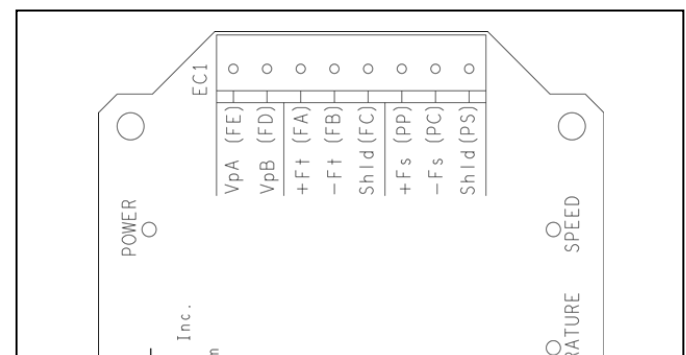 EC1
VpA (FE)
VpB (FD)
+Ft (FA)
-Ft (FB)
Shld (FC)
+Fs (PP)
-Fs (PC)
Shld (PS)
POWER
SPEED
RATURE
Inc.
n